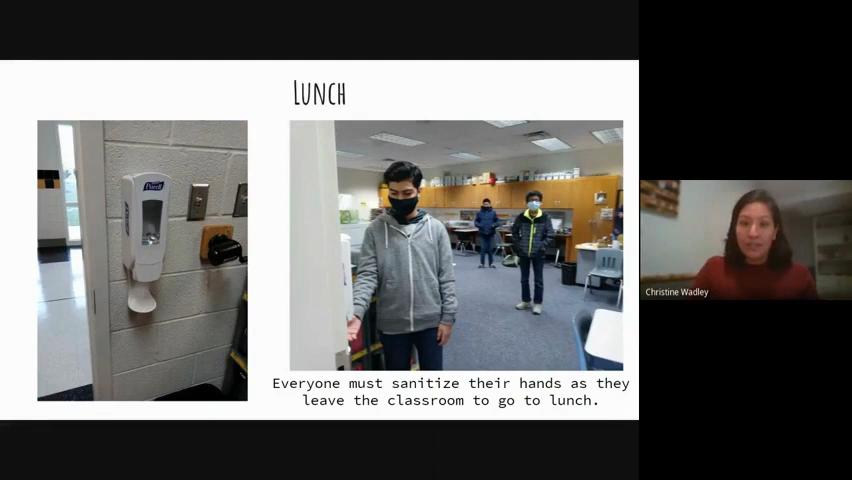 LUNCH
PURELL
Everyone must sanitize their hands as they
leave the classroom to go to lunch.
Christine Wadley